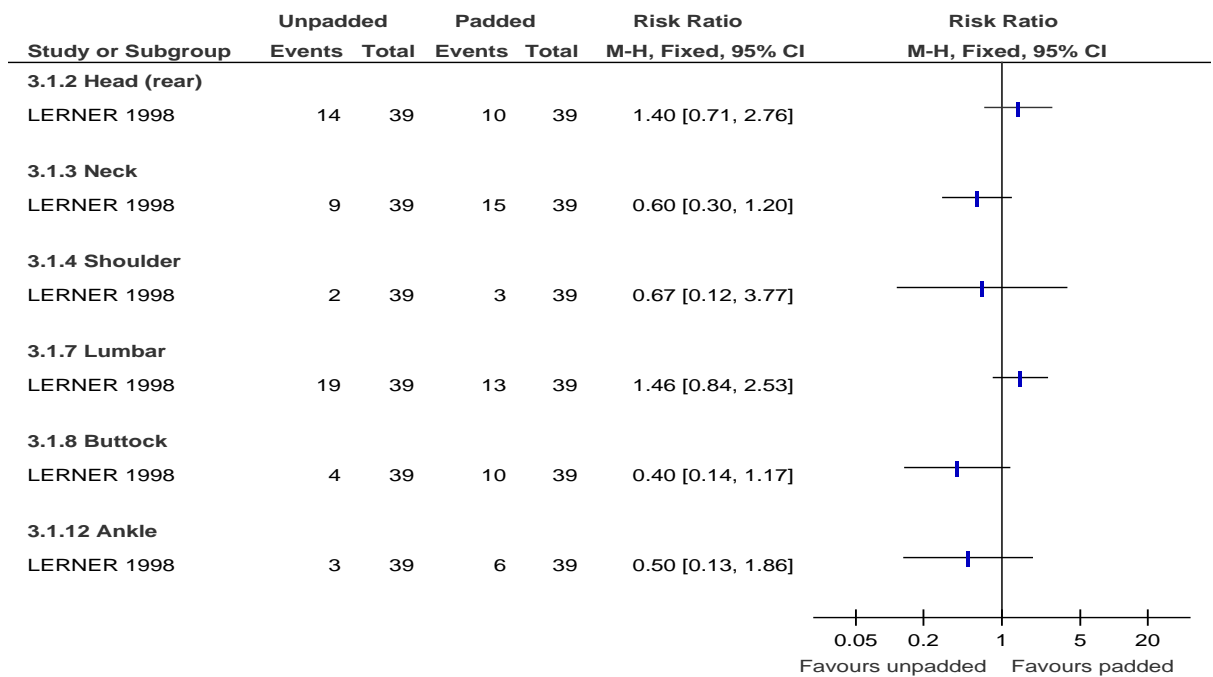 Unpadded Padded Risk Ratio Risk Ratio
Study or Subgroup Events Total Events Total M-H, Fixed, 95% CI M-H, Fixed, 95% CI
3.1.2 Head (rear)
LERNER 1998 14 39 10 39 1.40 [0.71, 2.76]
3.1.3 Neck
LERNER 1998 9 39 15 39 0.60 [0.30, 1.20]
3.1.4 Shoulder
LERNER 1998 2 39 3 39 0.67 [0.12, 3.77]
3.1.7 Lumbar
LERNER 1998 19 39 13 39 1.46 [0.84, 2.53]
3.1.8 Buttock
LERNER 1998 4 39 10 39 0.40 [0.14, 1.17]
3.1.12 Ankle
LERNER 1998 3 39 6 39 0.50 [0.13, 1.86]
0.05 0.2 1 5 20
Favours unpadded Favours padded